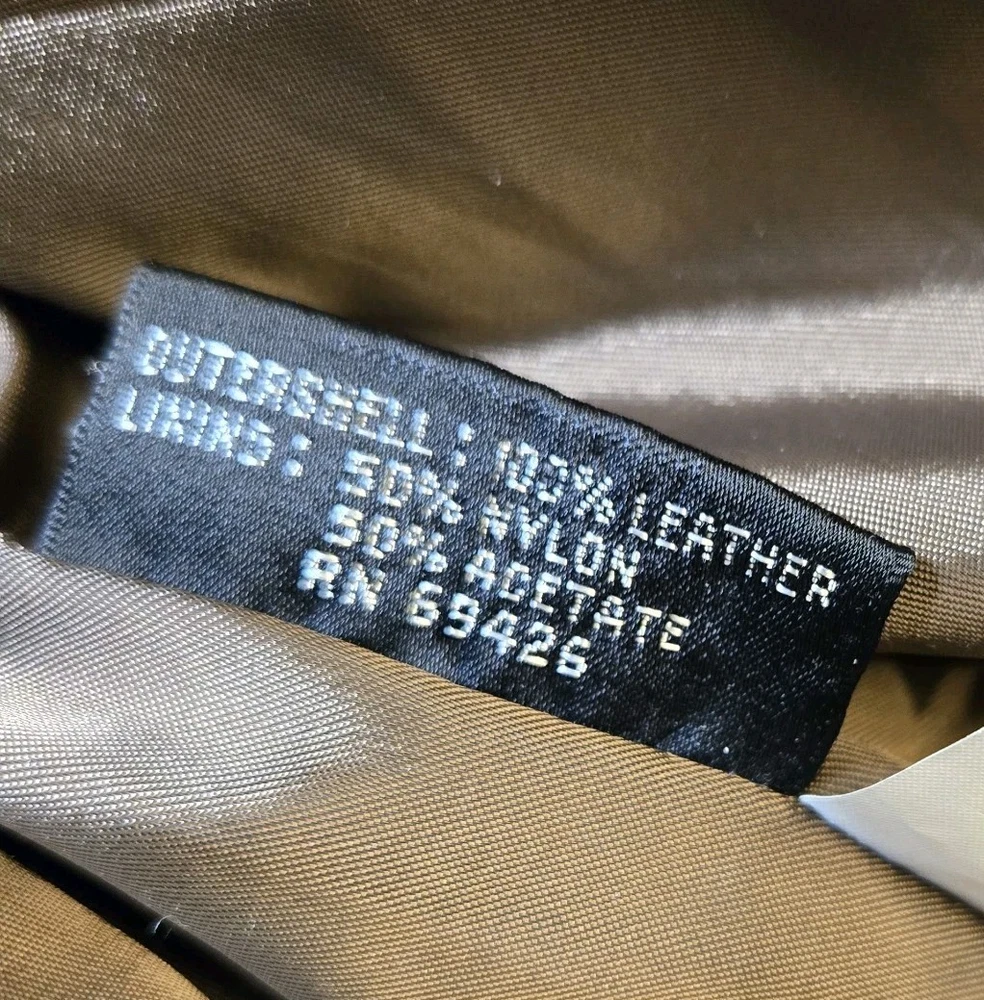 OUTERSHELL: 100% LEATHER
LINING: 50% NYLON
50% ACETATE
RN 69426